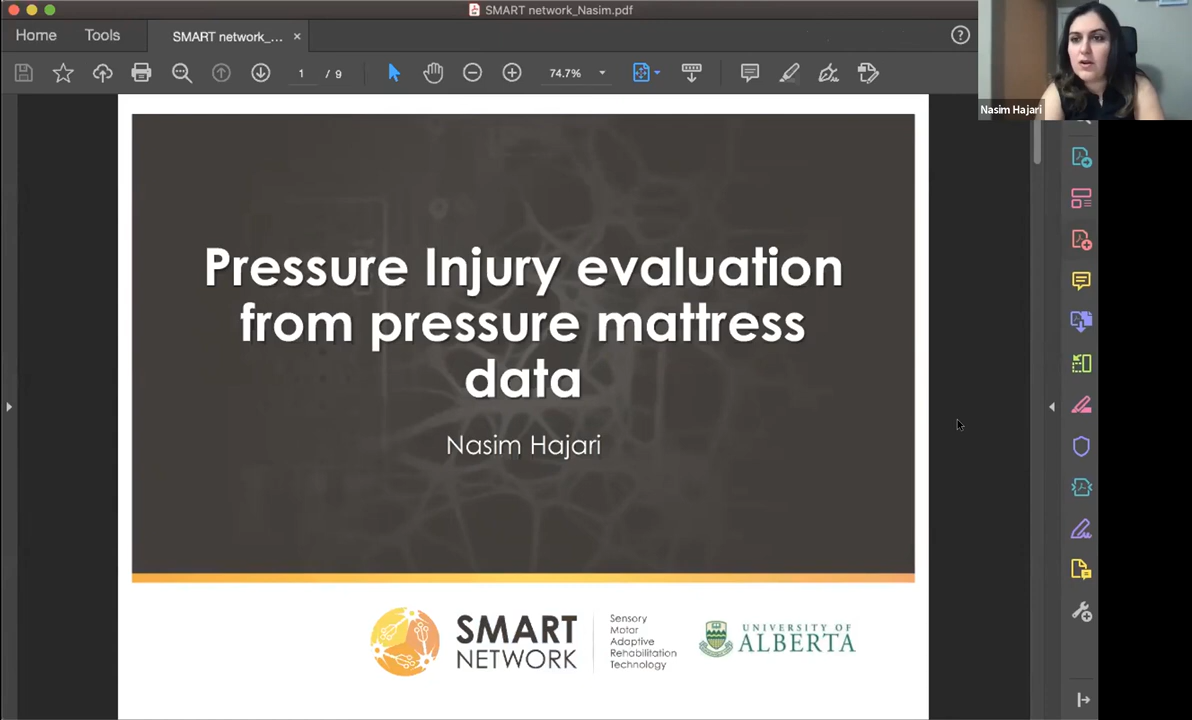 SMART network_Nasim.pdf
Home
Tools
SMART network_...
1 / 9
74.7%
Nasim Hajari
Pressure Injury evaluation
from pressure mattress
data
Nasim Hajari
SMART
NETWORK
Sensory
Motor
Adaptive
Rehabilitation
Technology
UNIVERSITY OF
ALBERTA